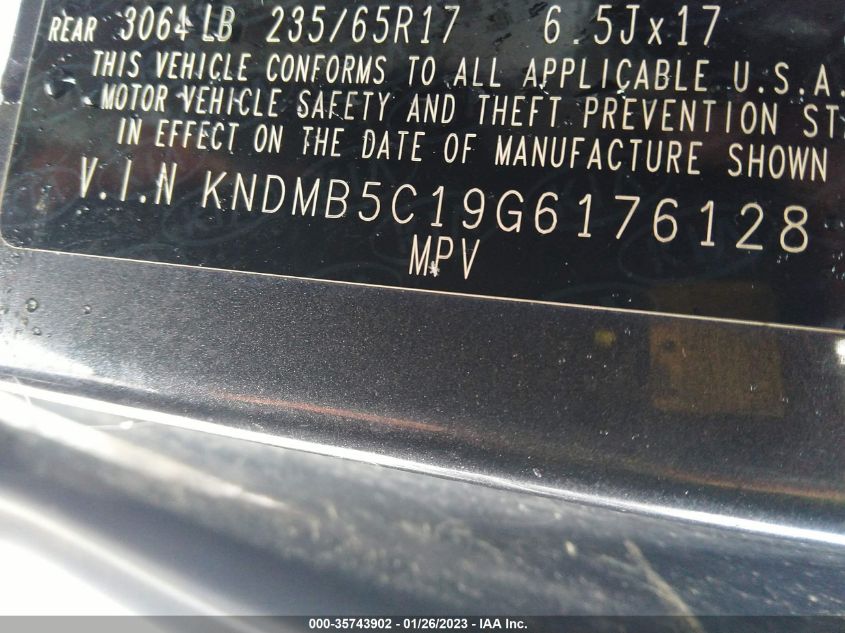 REAR 3064 LB 235/65R17 6.5Jx17
THIS VEHICLE CONFORMS TO ALL APPLICABLE U.S.A.
MOTOR VEHICLE SAFETY AND THEFT PREVENTION ST
IN EFFECT ON THE DATE OF MANUFACTURE SHOWN
V.I.N KNDMB5C19G6176128
MPV
000-35743902 - 01/26/2023 - IAA Inc.